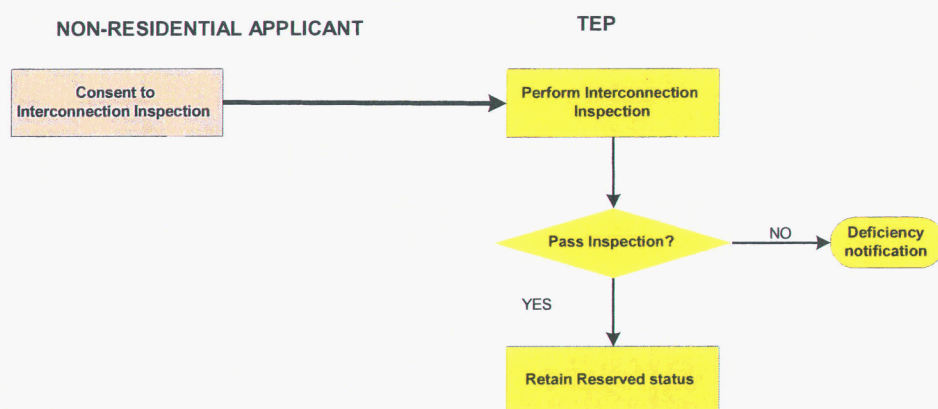 NON-RESIDENTIAL APPLICANT
TEP
Consent to
Interconnection Inspection
Perform Interconnection
Inspection
Pass Inspection?
NO
Deficiency
notification
YES
Retain Reserved status